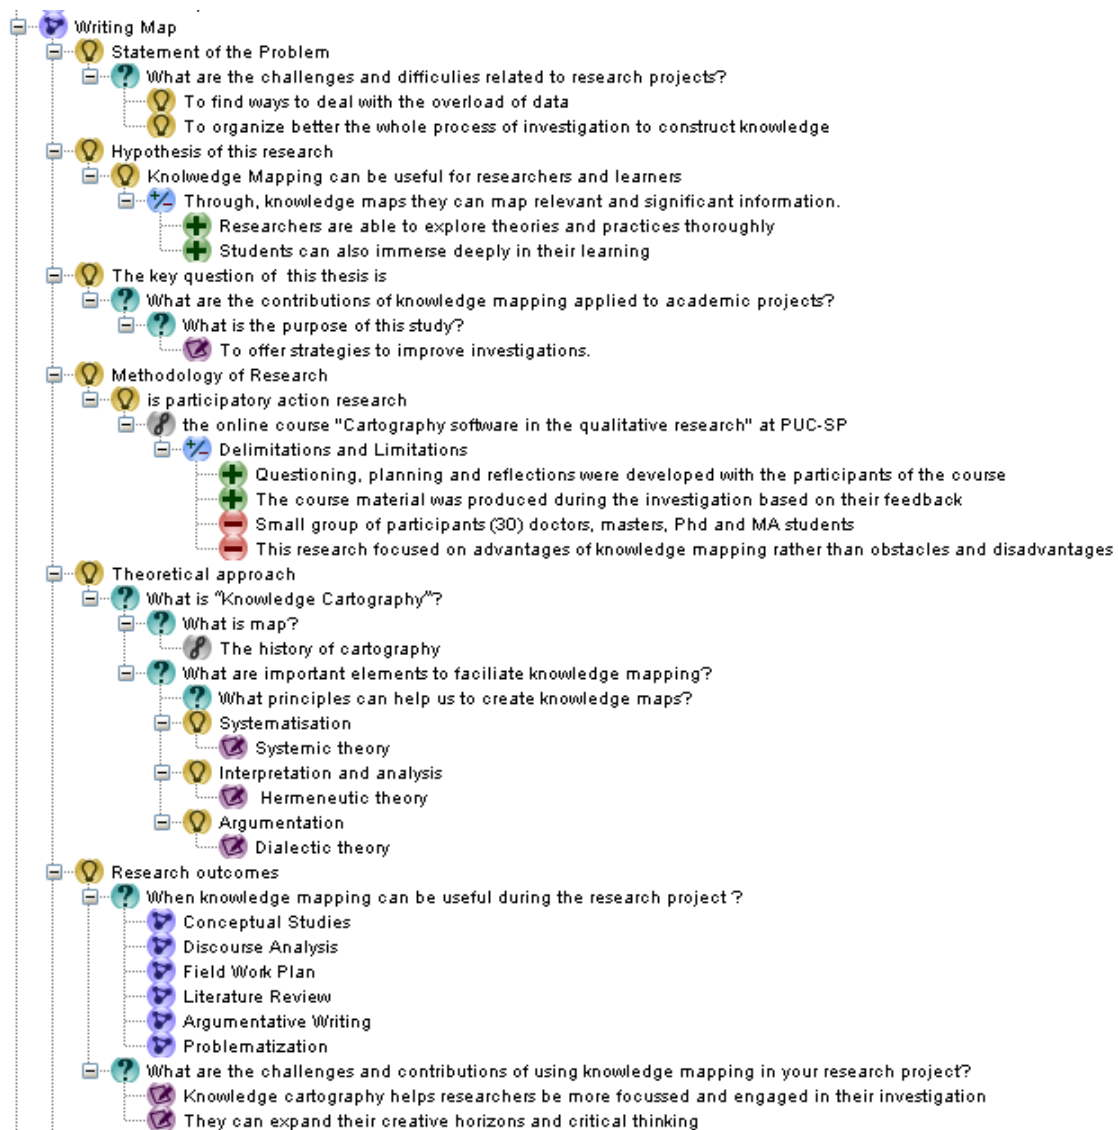 Writing Map
Statement of the Problem
What are the challenges and difficulies related to research projects?
To find ways to deal with the overload of data
To organize better the whole process of investigation to construct knowledge
Hypothesis of this research
Knolwedge Mapping can be useful for researchers and learners
Through, knowledge maps they can map relevant and significant information.
Researchers are able to explore theories and practices thoroughly
Students can also immerse deeply in their learning
The key question of  this thesis is
What are the contributions of knowledge mapping applied to academic projects?
What is the purpose of this study?
To offer strategies to improve investigations.
Methodology of Research
is participatory action research
the online course "Cartography software in the qualitative research" at PUC-SP
Delimitations and Limitations
Questioning, planning and reflections were developed with the participants of the course
The course material was produced during the investigation based on their feedback
Small group of participants (30) doctors, masters, Phd and MA students
This research focused on advantages of knowledge mapping rather than obstacles and disadvantages
Theoretical approach
What is "Knowledge Cartography"?
What is map?
The history of cartography
What are important elements to faciliate knowledge mapping?
What principles can help us to create knowledge maps?
Systematisation
Systemic theory
Interpretation and analysis
Hermeneutic theory
Argumentation
Dialectic theory
Research outcomes
When knowledge mapping can be useful during the research project ?
Conceptual Studies
Discourse Analysis
Field Work Plan
Literature Review
Argumentative Writing
Problematization
What are the challenges and contributions of using knowledge mapping in your research project?
Knowledge cartography helps researchers be more focussed and engaged in their investigation
They can expand their creative horizons and critical thinking